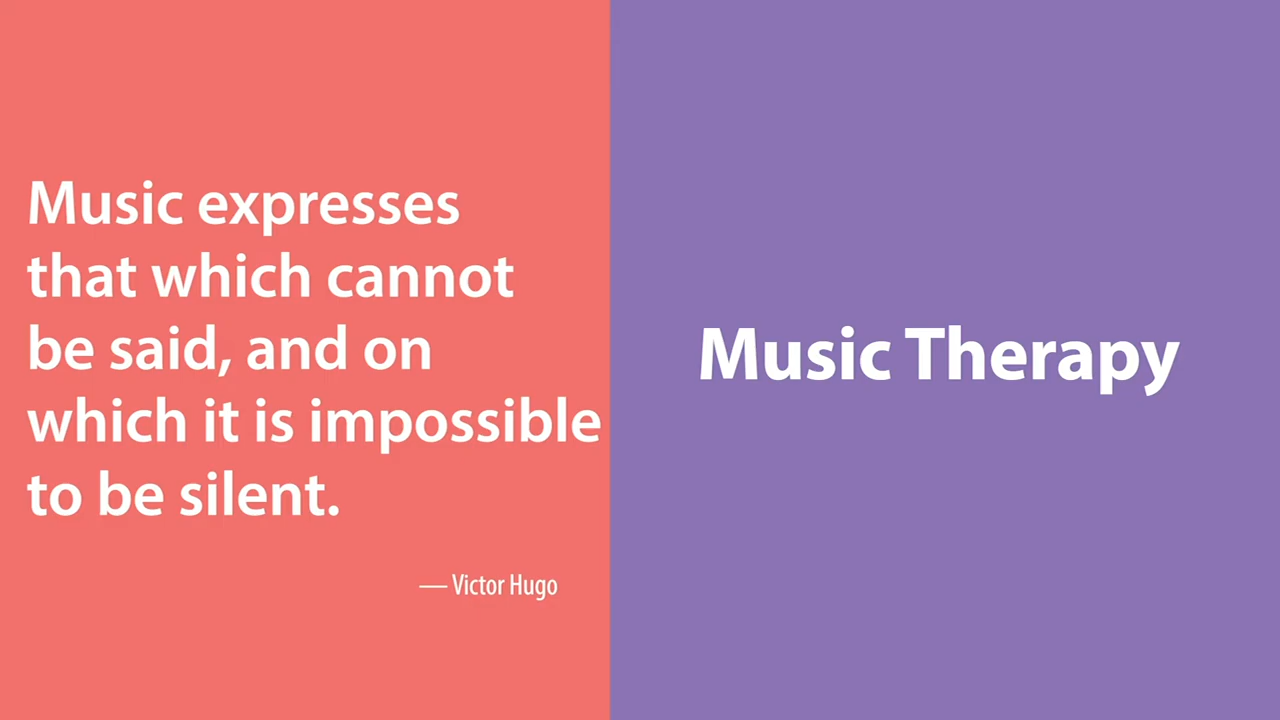 Music expresses
that which cannot
be said, and on
which it is impossible
to be silent.
— Victor Hugo
Music Therapy